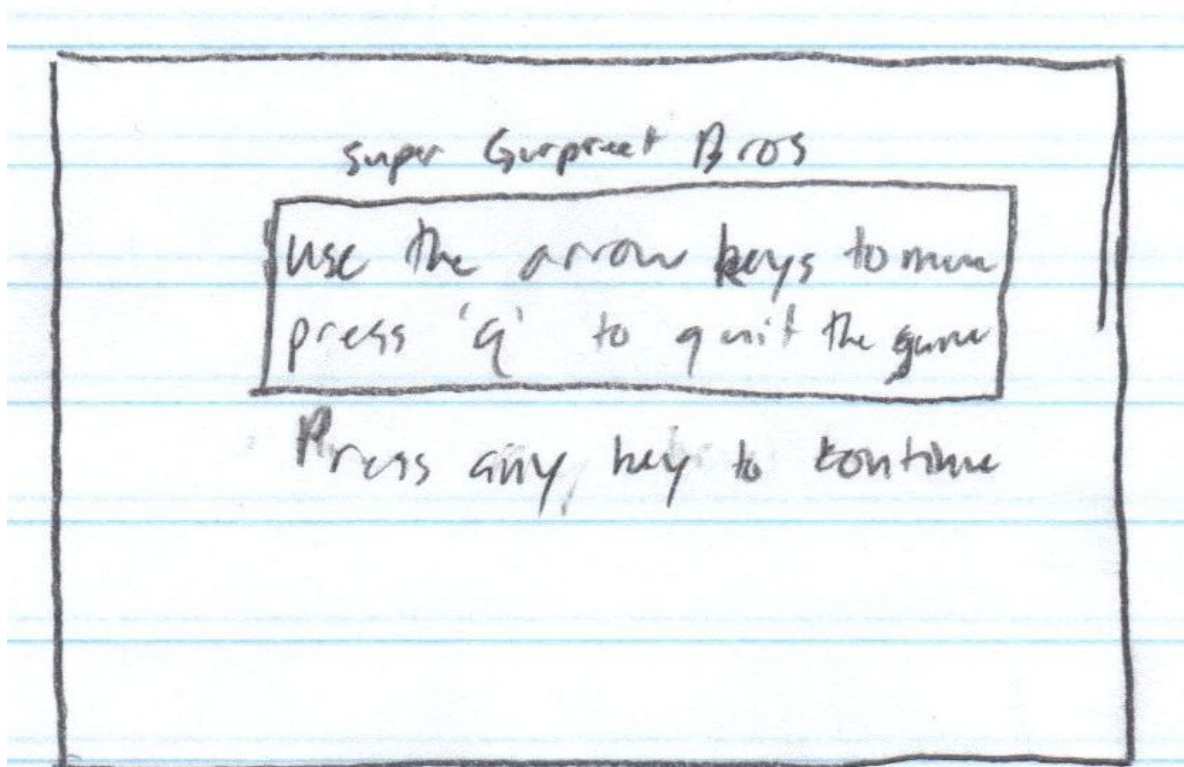 super Gurpreet Bros
use the arrow keys to move
press 'q' to quit the game
Press any key to continue